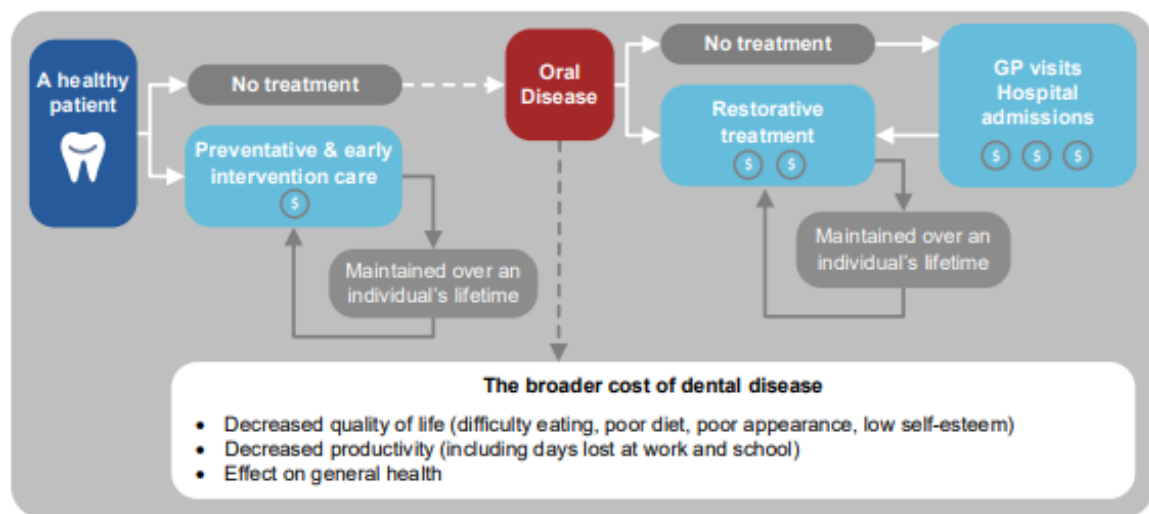 A healthy
patient
No treatment
Preventative & early
intervention care
$
Maintained over an
individual's lifetime
Oral
Disease
No treatment
Restorative
treatment
$ $
GP visits
Hospital
admissions
$ $ $
Maintained over an
individual's lifetime
The broader cost of dental disease
• Decreased quality of life (difficulty eating, poor diet, poor appearance, low self-esteem)
• Decreased productivity (including days lost at work and school)
• Effect on general health